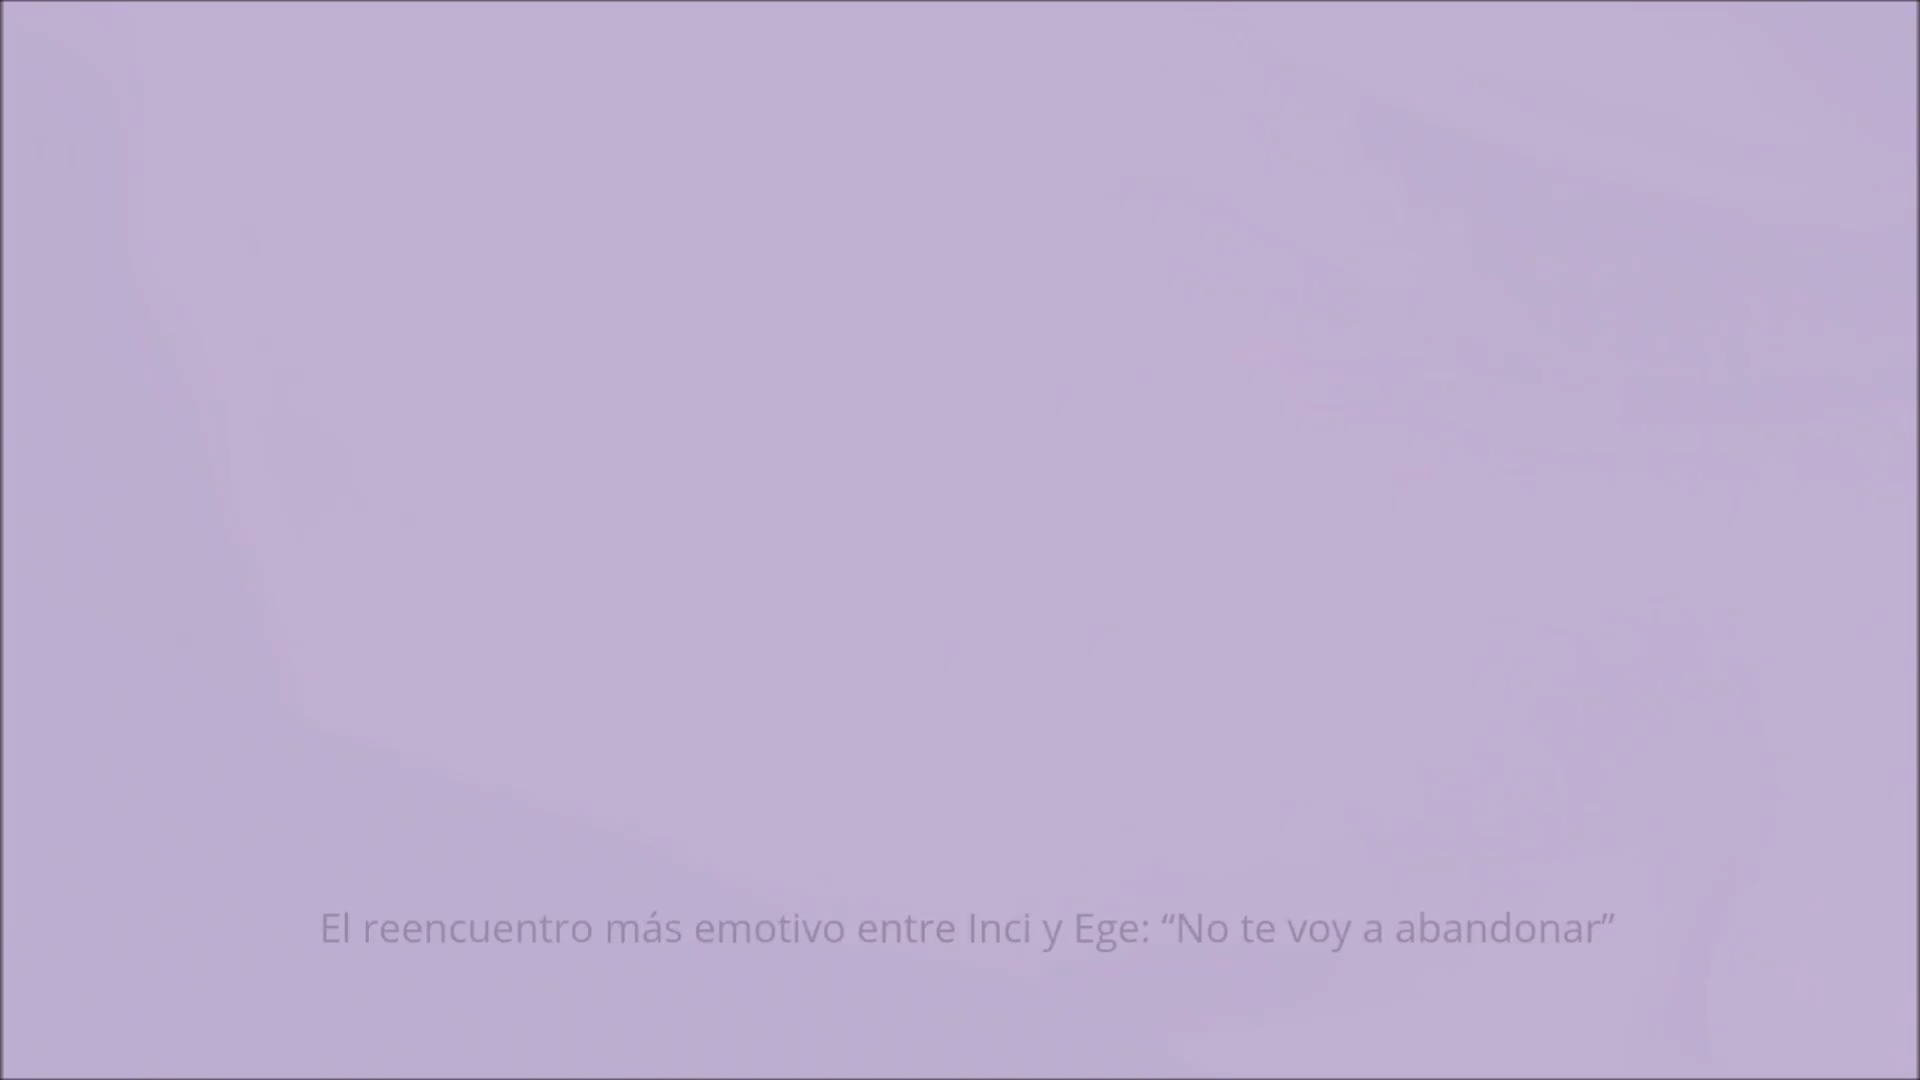 El reencuentro más emotivo entre Inci y Ege: “No te voy a abandonar”